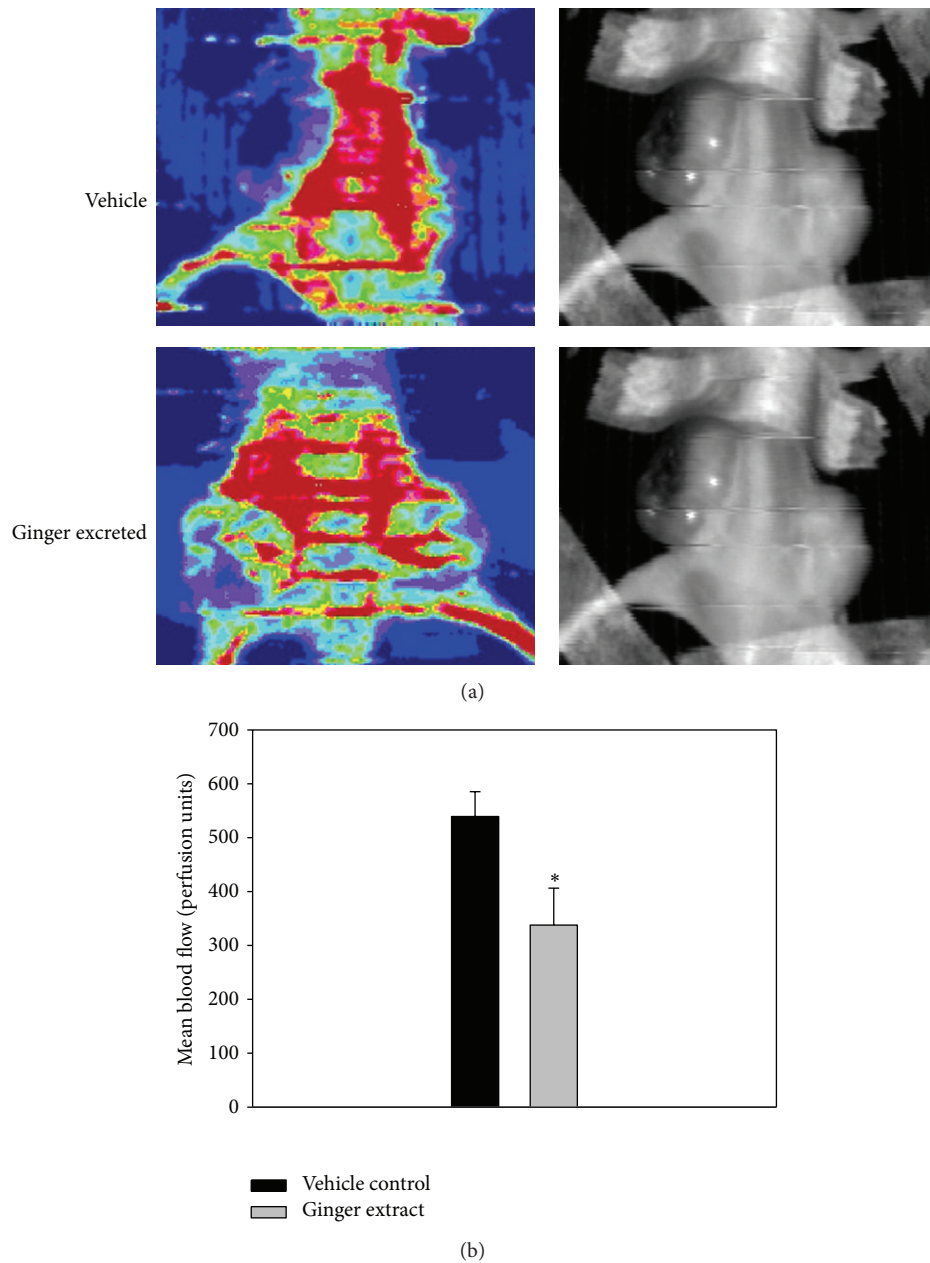 Vehicle
Ginger excreted
(a)
700
600
500
400
300
200
100
0
Mean blood flow (perfusion units)
*
Vehicle control
Ginger extract
(b)